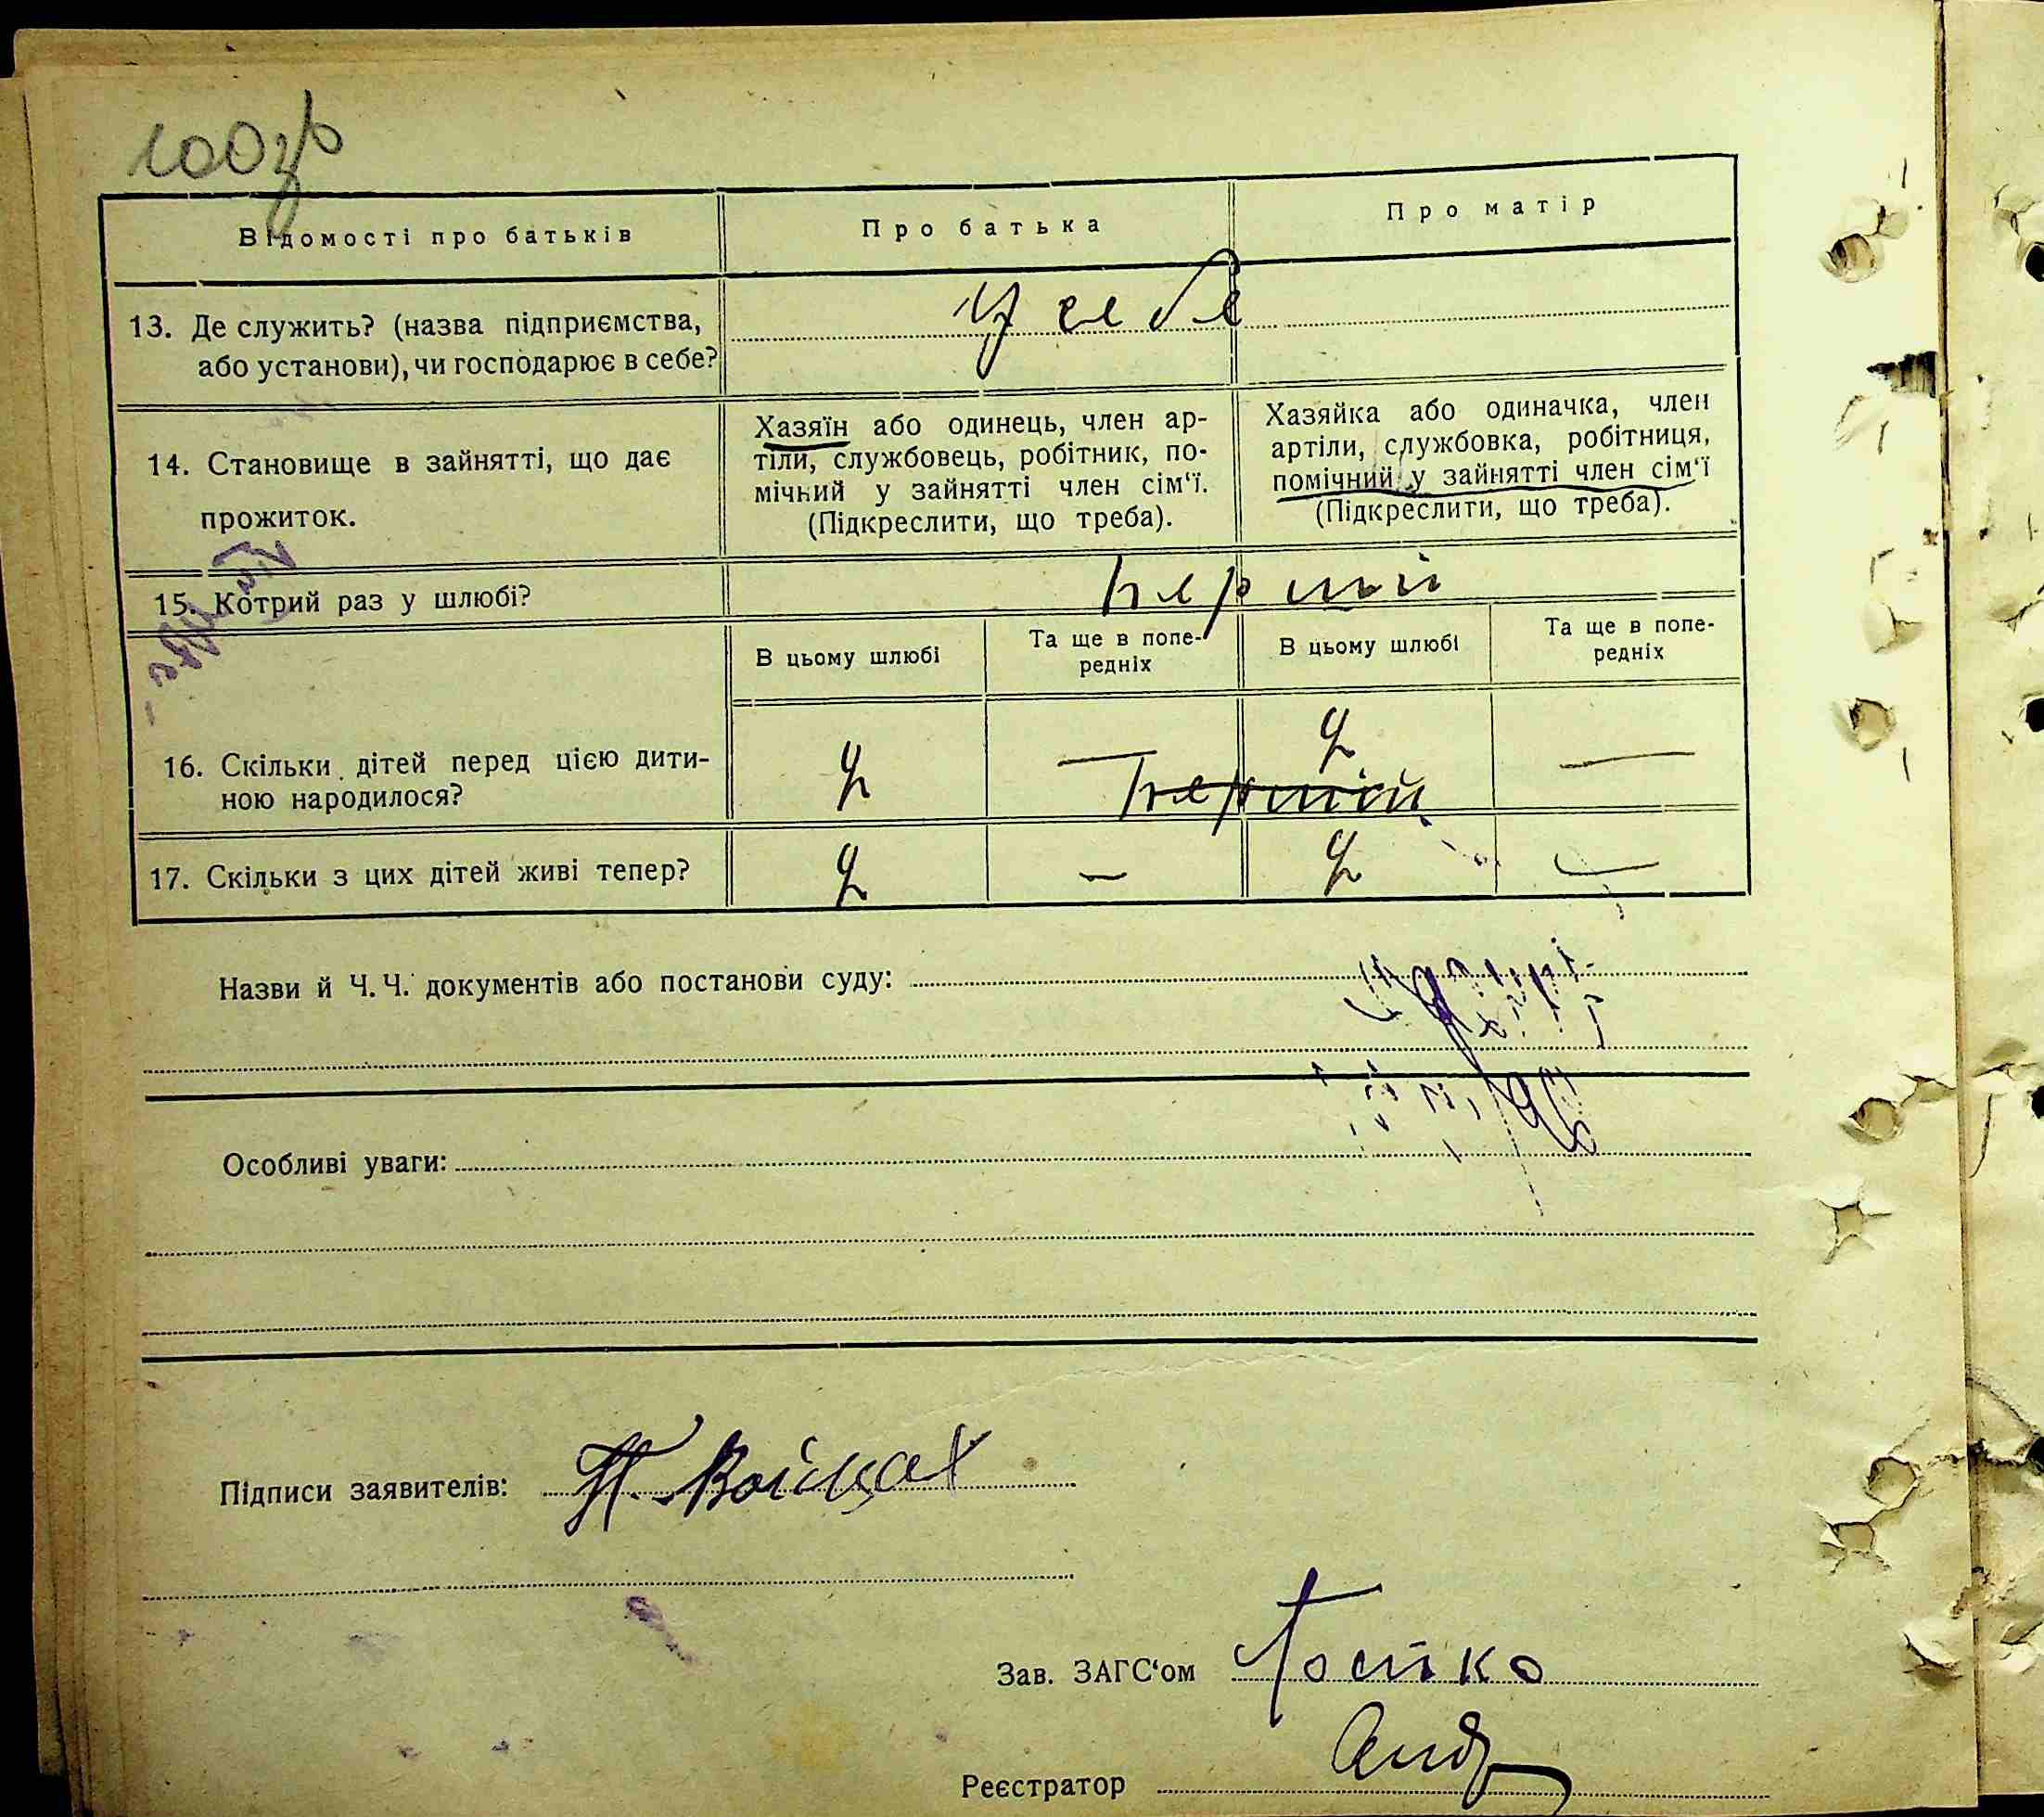 100зв
Відомості про батьків
Про батька
Про матір
13. Де служить? (назва підприємства,
або установи), чи господарює в себе?
у себе
14. Становище в зайнятті, що дає
прожиток.
Хазяїн або одинець, член ар-
тіли, службовець, робітник, по-
мічний у зайнятті член сім‘ї.
(Підкреслити, що треба).
Хазяйка або одиначка, член
артіли, службовка, робітниця,
помічний у зайнятті член сім‘ї
(Підкреслити, що треба).
15. Котрий раз у шлюбі?
перший
В цьому шлюбі
Та ще в попе-
редніх
В цьому шлюбі
Та ще в попе-
редніх
16. Скільки дітей перед цією дити-
ною народилося?
2 — 2 —
перший
17. Скільки з цих дітей живі тепер?
2 — 2 —
Назви й Ч. Ч. документів або постанови суду:
Особливі уваги:
Підписи заявителів:
Зав. ЗАГС‘ом
Реєстратор